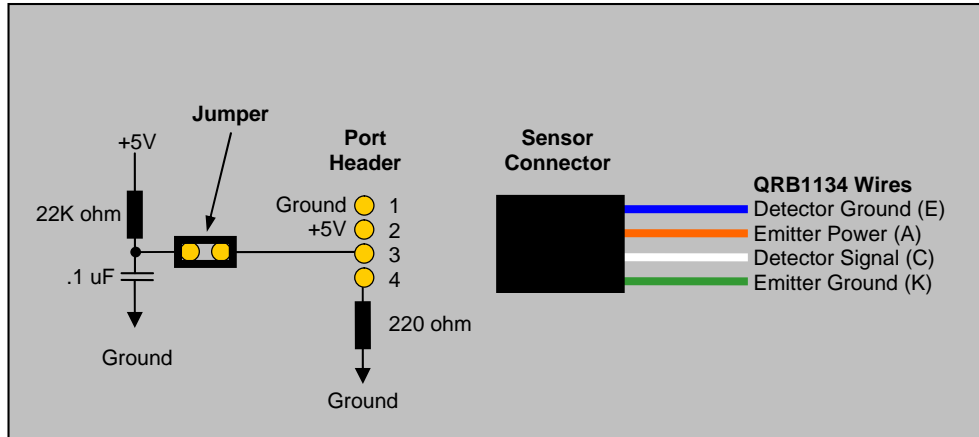 Jumper
+5V
22K ohm
.1 uF
Ground
Port
Header
Ground 1
+5V 2
3
4
220 ohm
Ground
Sensor
Connector
QRB1134 Wires
Detector Ground (E)
Emitter Power (A)
Detector Signal (C)
Emitter Ground (K)